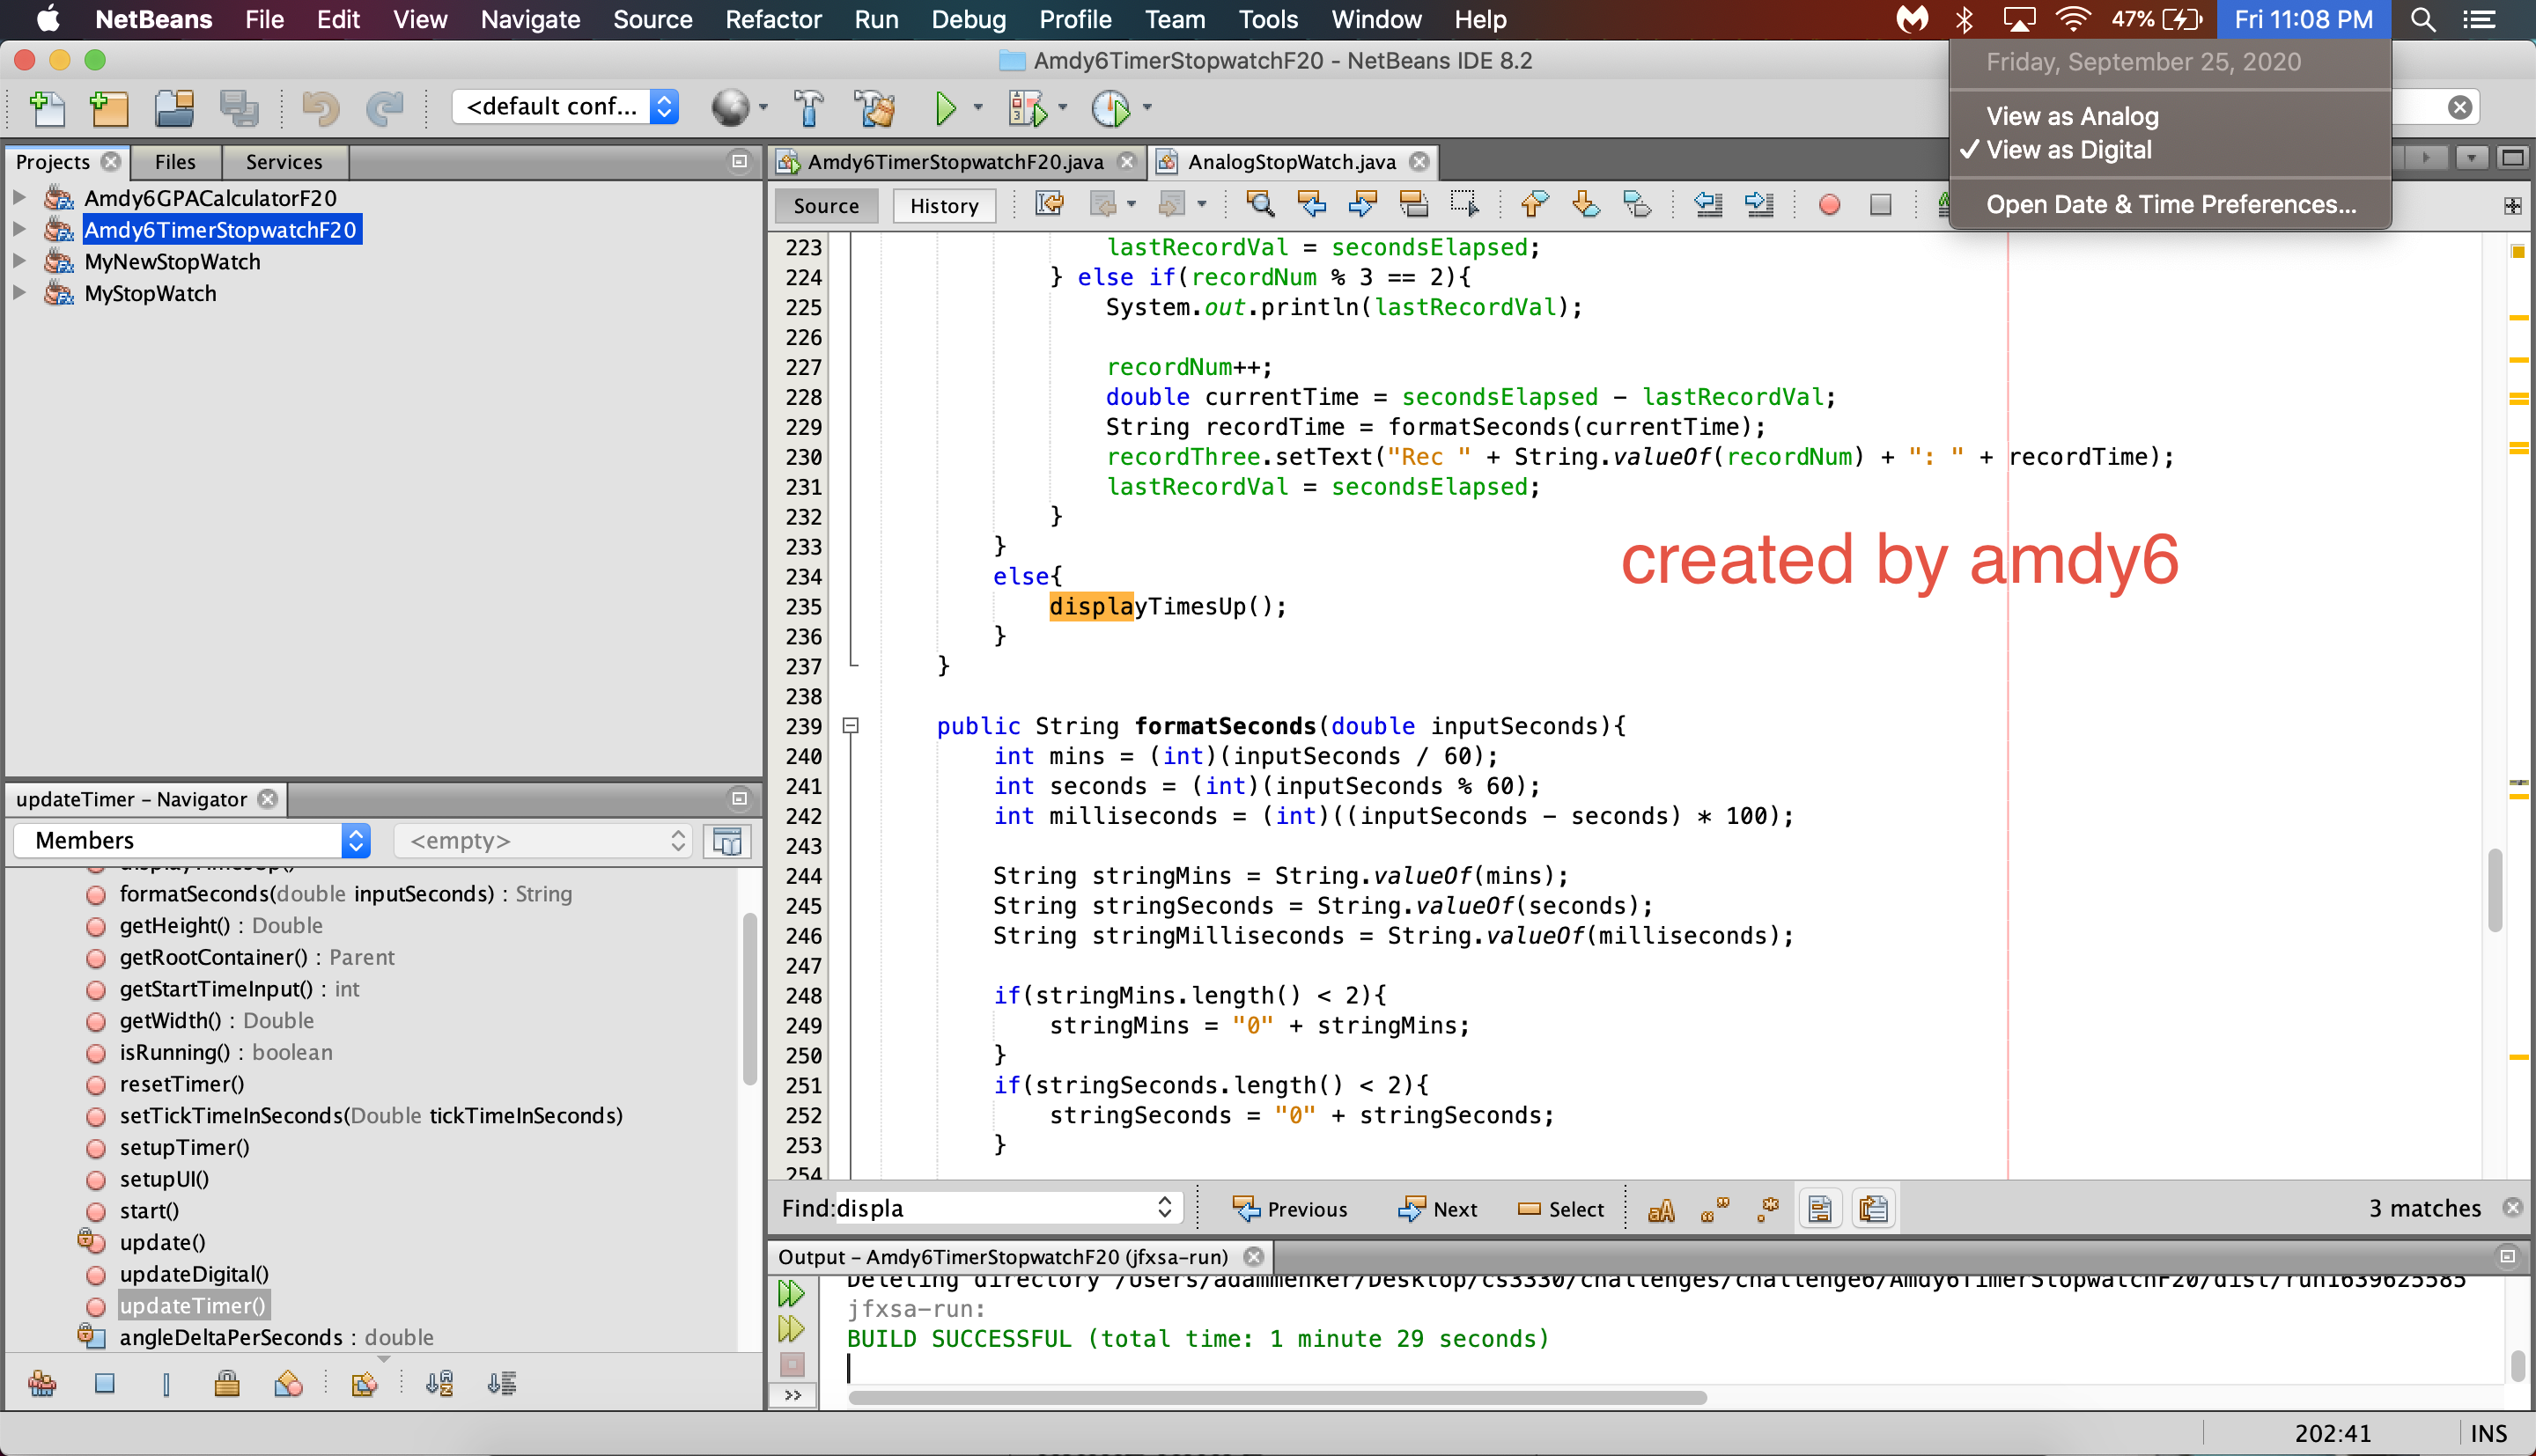 NetBeans File Edit View Navigate Source Refactor Run Debug Profile Team Tools Window Help 47% Fri 11:08 PM
Amdy6TimerStopwatchF20 - NetBeans IDE 8.2
Friday, September 25, 2020
View as Analog
✓ View as Digital
Open Date & Time Preferences...
<default conf...
Projects Files Services
Amdy6GPACalculatorF20
Amdy6TimerStopwatchF20
MyNewStopWatch
MyStopWatch
updateTimer - Navigator
Members <empty>
displayTimesUp()
formatSeconds(double inputSeconds) : String
getHeight() : Double
getRootContainer() : Parent
getStartTimeInput() : int
getWidth() : Double
isRunning() : boolean
resetTimer()
setTickTimeInSeconds(Double tickTimeInSeconds)
setupTimer()
setupUI()
start()
update()
updateDigital()
updateTimer()
angleDeltaPerSeconds : double
Amdy6TimerStopwatchF20.java AnalogStopWatch.java
Source History
223 lastRecordVal = secondsElapsed;
224 } else if(recordNum % 3 == 2){
225 System.out.println(lastRecordVal);
226
227 recordNum++;
228 double currentTime = secondsElapsed - lastRecordVal;
229 String recordTime = formatSeconds(currentTime);
230 recordThree.setText("Rec " + String.valueOf(recordNum) + ": " + recordTime);
231 lastRecordVal = secondsElapsed;
232 }
233 }
234 else{
235 displayTimesUp();
236 }
237 }
238
239 public String formatSeconds(double inputSeconds){
240 int mins = (int)(inputSeconds / 60);
241 int seconds = (int)(inputSeconds % 60);
242 int milliseconds = (int)((inputSeconds - seconds) * 100);
243
244 String stringMins = String.valueOf(mins);
245 String stringSeconds = String.valueOf(seconds);
246 String stringMilliseconds = String.valueOf(milliseconds);
247
248 if(stringMins.length() < 2){
249 stringMins = "0" + stringMins;
250 }
251 if(stringSeconds.length() < 2){
252 stringSeconds = "0" + stringSeconds;
253 }
254
created by amdy6
Find: displa Previous Next Select 3 matches
Output - Amdy6TimerStopwatchF20 (jfxsa-run)
Deleting directory /Users/adammenker/Desktop/cs3330/challenges/challenge6/Amdy6TimerStopwatchF20/dist/run1639625585
jfxsa-run:
BUILD SUCCESSFUL (total time: 1 minute 29 seconds)
202:41 INS